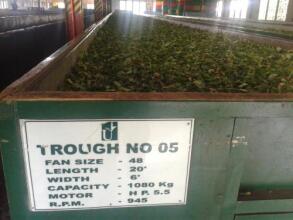 TROUGH NO 05
FAN SIZE - 48
LENGTH - 20'
WIDTH - 6'
CAPACITY - 1080 Kg
MOTOR - H P. 5.5
R.P.M. - 945